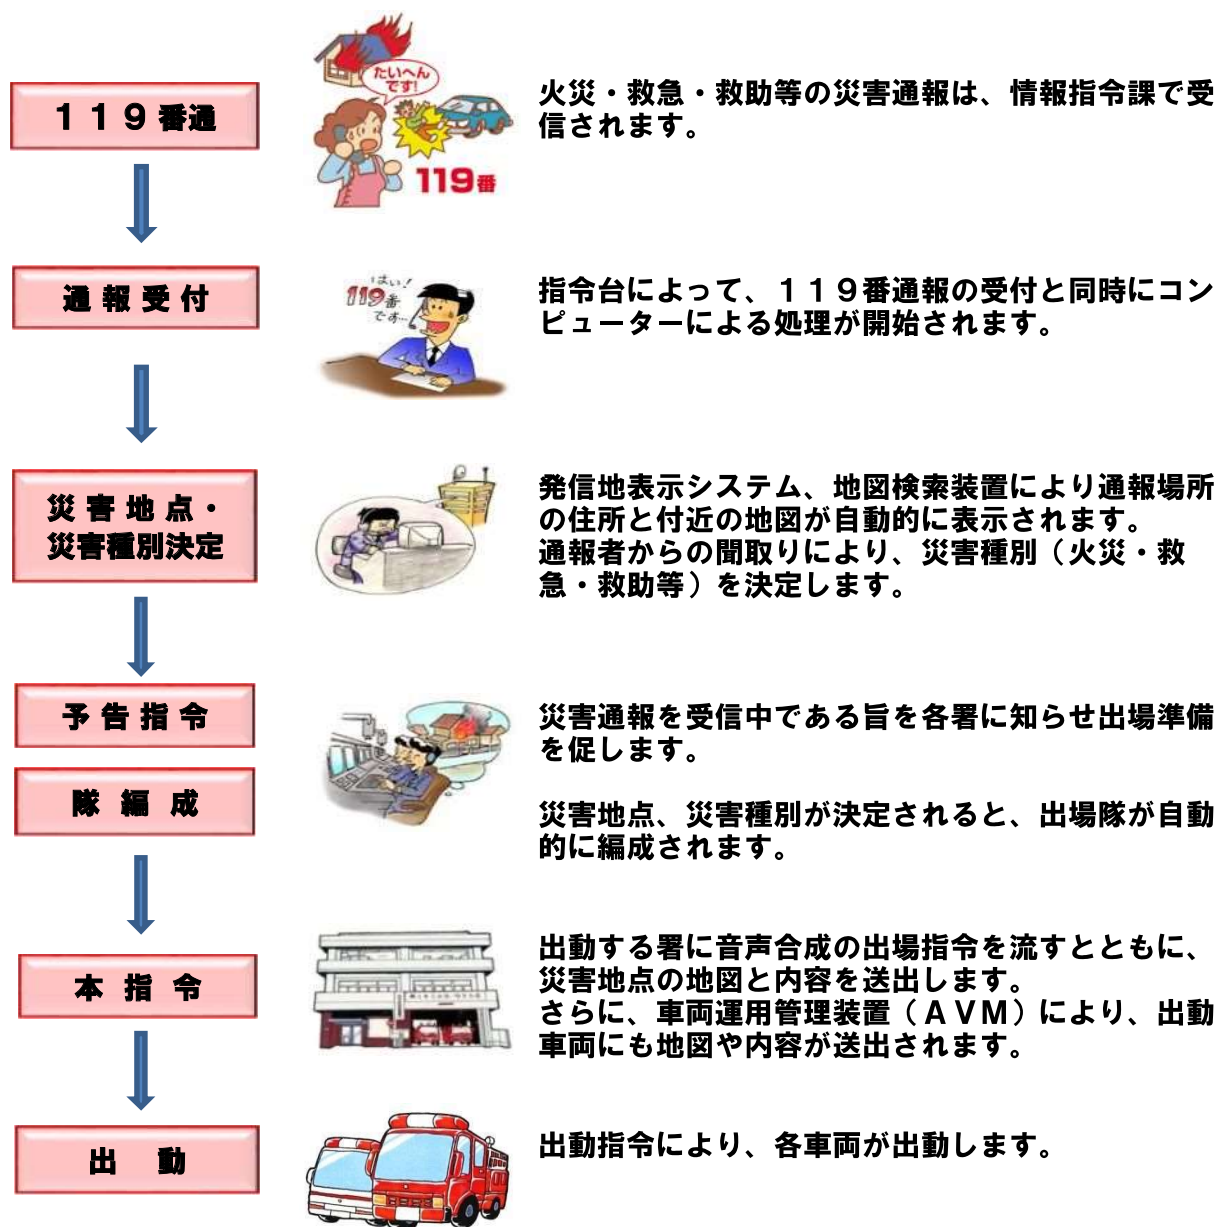 １１９番通
たいへん
です!
119番
火災・救急・救助等の災害通報は、情報指令課で受
信されます。
通報受付
はい!
119番
です…
指令台によって、１１９番通報の受付と同時にコン
ピューターによる処理が開始されます。
災害地点・
災害種別決定
発信地表示システム、地図検索装置により通報場所
の住所と付近の地図が自動的に表示されます。
通報者からの聞取りにより、災害種別（火災・救
急・救助等）を決定します。
予告指令
災害通報を受信中である旨を各署に知らせ出場準備
を促します。
隊編成
災害地点、災害種別が決定されると、出場隊が自動
的に編成されます。
本指令
出動する署に音声合成の出場指令を流すとともに、
災害地点の地図と内容を送出します。
さらに、車両運用管理装置（ＡＶＭ）により、出動
車両にも地図や内容が送出されます。
出動
出動指令により、各車両が出動します。